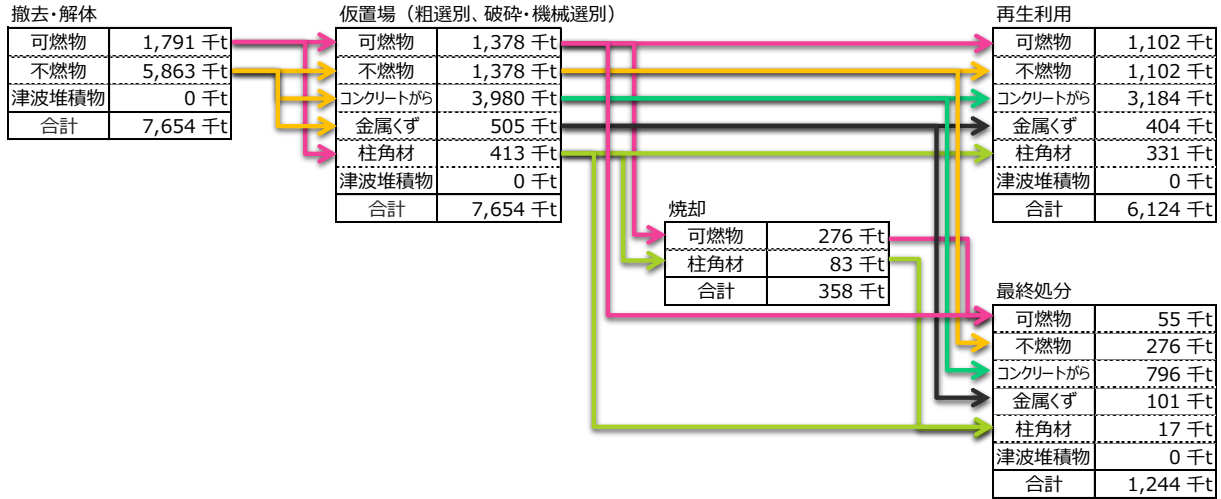 撤去・解体
可燃物 1,791 千t
不燃物 5,863 千t
津波堆積物 0 千t
合計 7,654 千t
仮置場（粗選別、破砕・機械選別）
可燃物 1,378 千t
不燃物 1,378 千t
コンクリートがら 3,980 千t
金属くず 505 千t
柱角材 413 千t
津波堆積物 0 千t
合計 7,654 千t
焼却
可燃物 276 千t
柱角材 83 千t
合計 358 千t
再生利用
可燃物 1,102 千t
不燃物 1,102 千t
コンクリートがら 3,184 千t
金属くず 404 千t
柱角材 331 千t
津波堆積物 0 千t
合計 6,124 千t
最終処分
可燃物 55 千t
不燃物 276 千t
コンクリートがら 796 千t
金属くず 101 千t
柱角材 17 千t
津波堆積物 0 千t
合計 1,244 千t